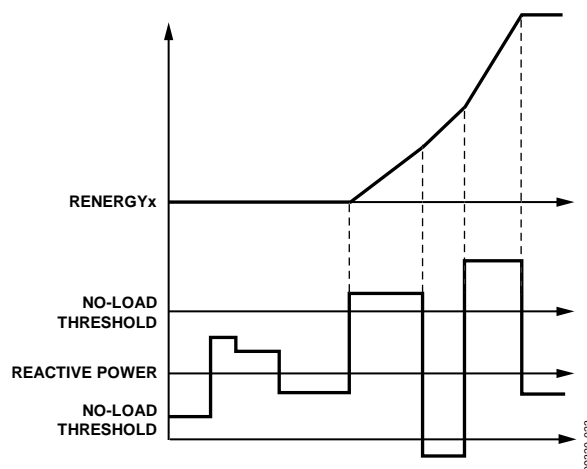 RENERGYx
NO-LOAD
THRESHOLD
REACTIVE POWER
NO-LOAD
THRESHOLD